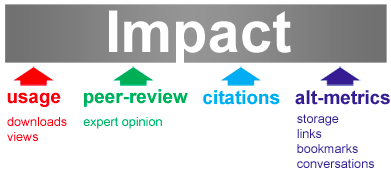 Impact
usage peer-review citations alt-metrics
downloads expert opinion storage
views links
bookmarks
conversations